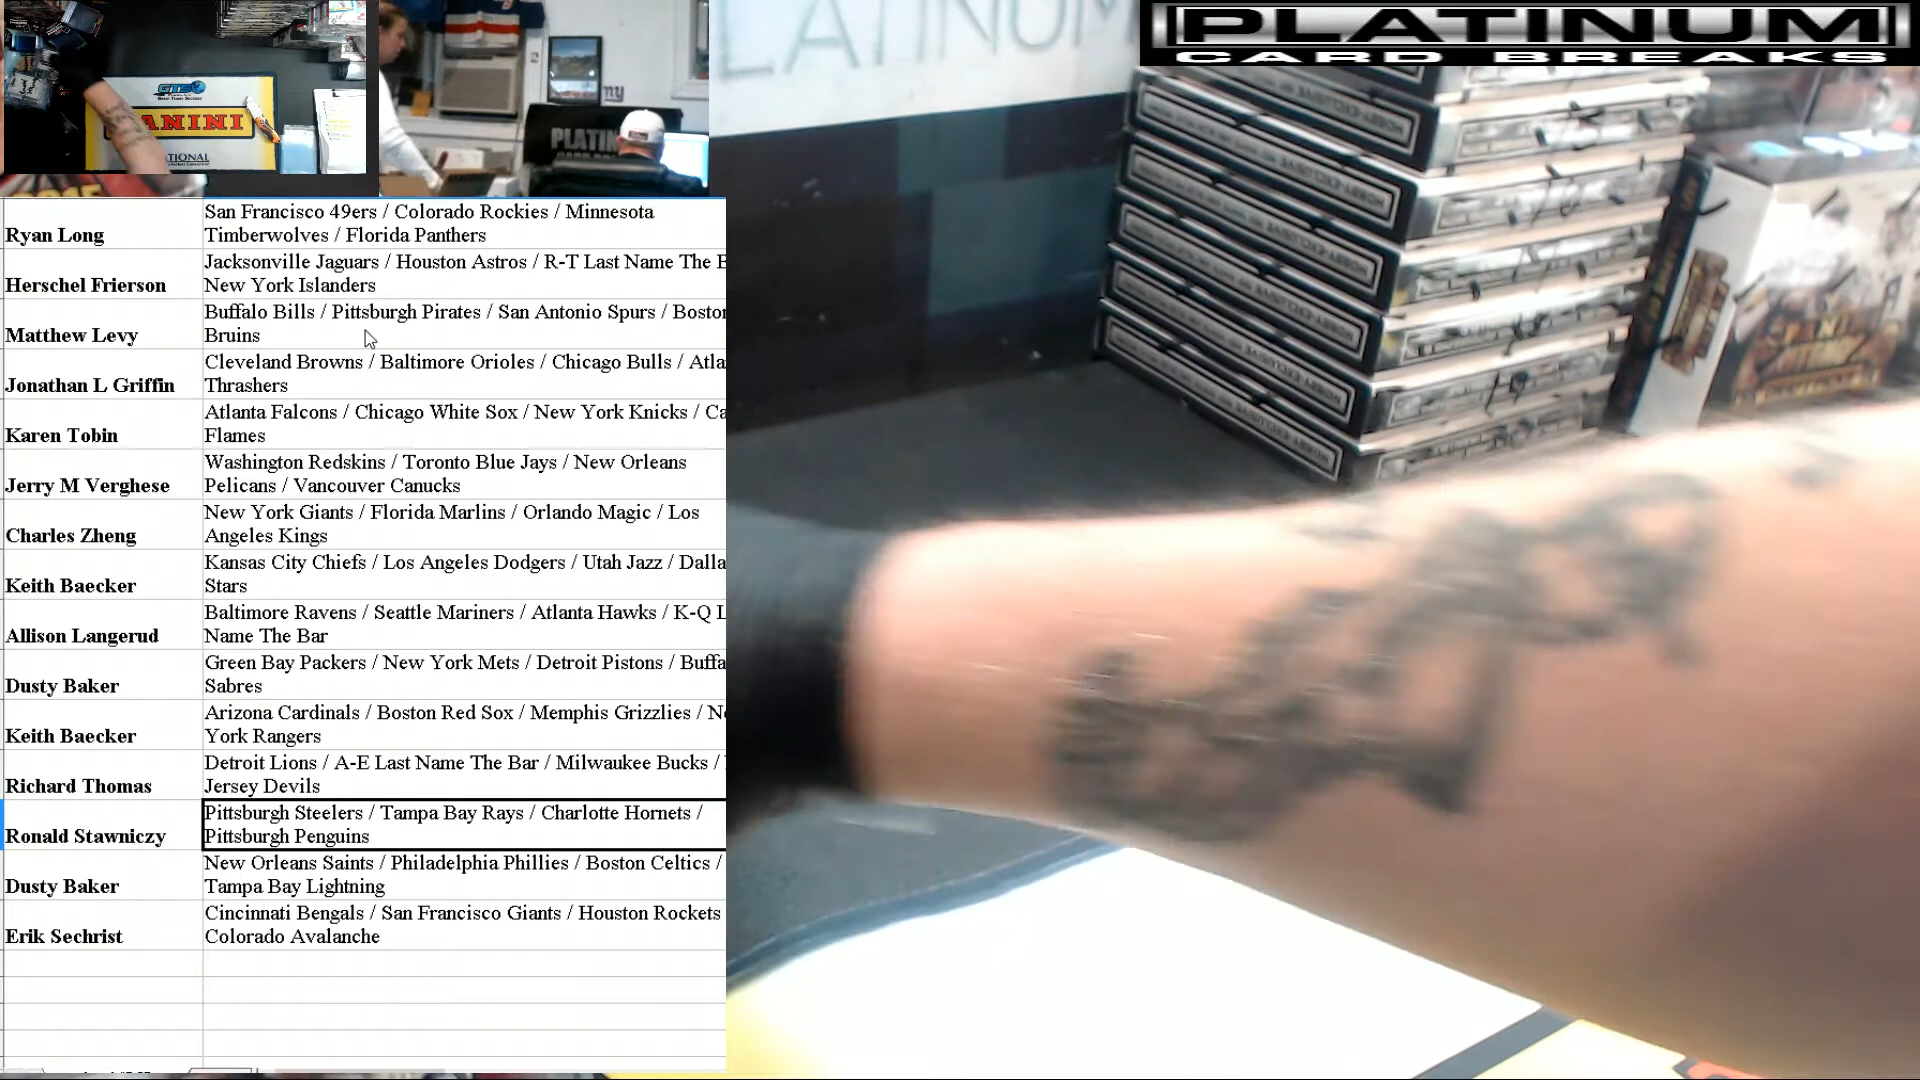 PLATINUM
CARD BREAKS
GTS
PANINI
PLATINUM
Ryan Long
San Francisco 49ers / Colorado Rockies / Minnesota
Timberwolves / Florida Panthers
Herschel Frierson
Jacksonville Jaguars / Houston Astros / R-T Last Name The B
New York Islanders
Matthew Levy
Buffalo Bills / Pittsburgh Pirates / San Antonio Spurs / Boston
Bruins
Jonathan L Griffin
Cleveland Browns / Baltimore Orioles / Chicago Bulls / Atla
Thrashers
Karen Tobin
Atlanta Falcons / Chicago White Sox / New York Knicks / Ca
Flames
Jerry M Verghese
Washington Redskins / Toronto Blue Jays / New Orleans
Pelicans / Vancouver Canucks
Charles Zheng
New York Giants / Florida Marlins / Orlando Magic / Los
Angeles Kings
Keith Baecker
Kansas City Chiefs / Los Angeles Dodgers / Utah Jazz / Dalla
Stars
Allison Langerud
Baltimore Ravens / Seattle Mariners / Atlanta Hawks / K-Q L
Name The Bar
Dusty Baker
Green Bay Packers / New York Mets / Detroit Pistons / Buffa
Sabres
Keith Baecker
Arizona Cardinals / Boston Red Sox / Memphis Grizzlies / Ne
York Rangers
Richard Thomas
Detroit Lions / A-E Last Name The Bar / Milwaukee Bucks /
Jersey Devils
Ronald Stawniczy
Pittsburgh Steelers / Tampa Bay Rays / Charlotte Hornets /
Pittsburgh Penguins
Dusty Baker
New Orleans Saints / Philadelphia Phillies / Boston Celtics /
Tampa Bay Lightning
Erik Sechrist
Cincinnati Bengals / San Francisco Giants / Houston Rockets
Colorado Avalanche